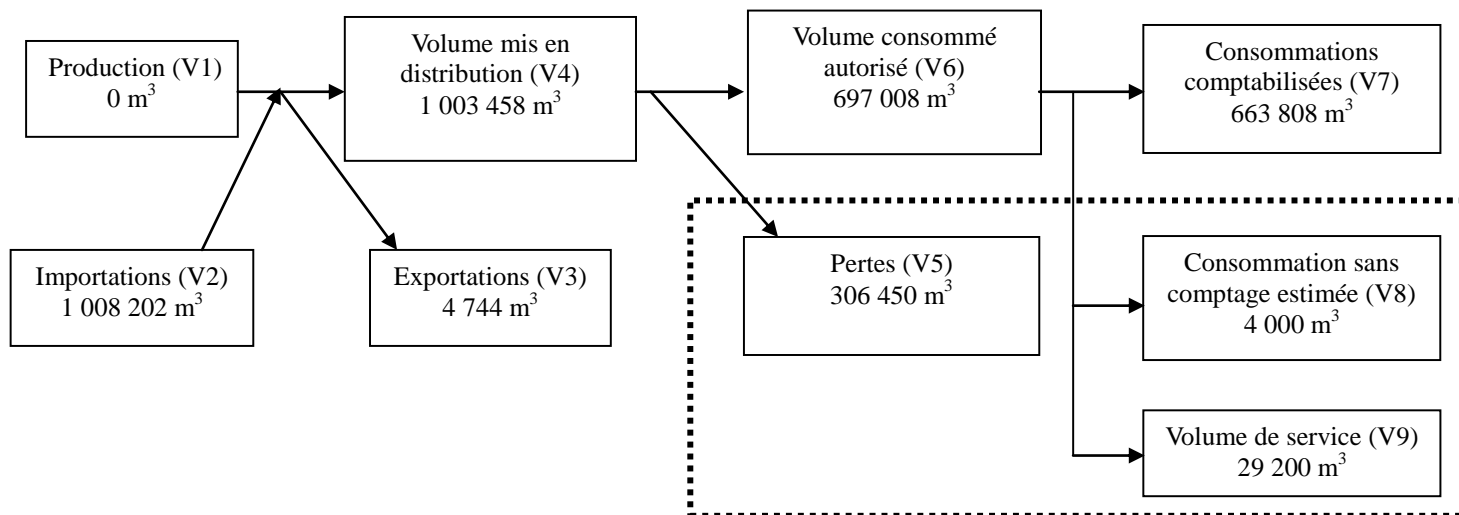 Production (V1)
0 m³
Volume mis en
distribution (V4)
1 003 458 m³
Volume consommé
autorisé (V6)
697 008 m³
Consommations
comptabilisées (V7)
663 808 m³
Importations (V2)
1 008 202 m³
Exportations (V3)
4 744 m³
Pertes (V5)
306 450 m³
Consommation sans
comptage estimée (V8)
4 000 m³
Volume de service (V9)
29 200 m³